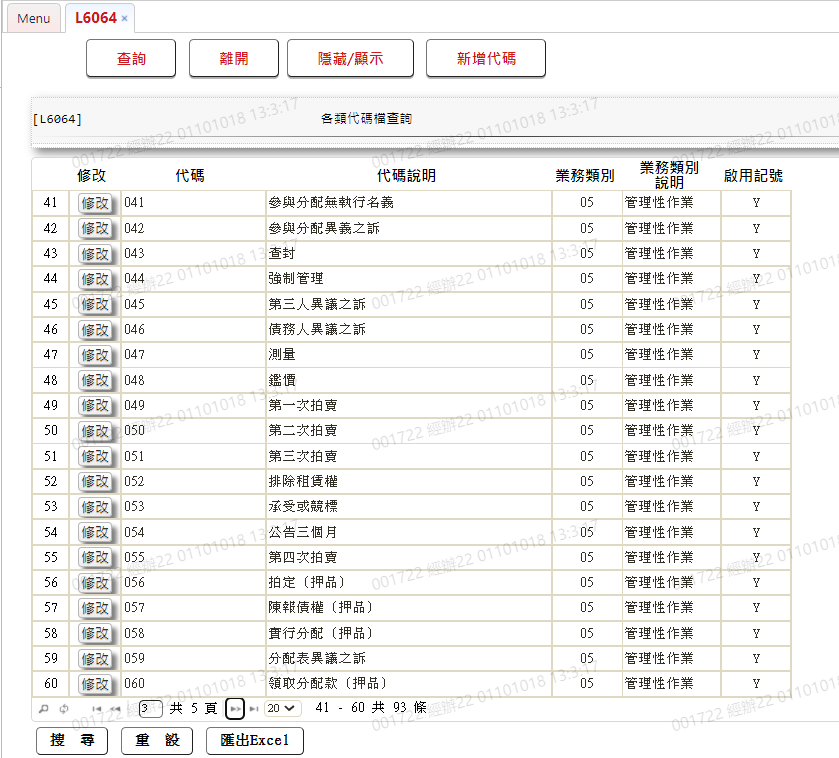 Menu L6064 ×
查詢 離開 隱藏/顯示 新增代碼
[L6064] 各類代碼檔查詢
修改 代碼 代碼說明 業務類別 業務類別說明 啟用記號
41 修改 041 參與分配無執行名義 05 管理性作業 Y
42 修改 042 參與分配異義之訴 05 管理性作業 Y
43 修改 043 查封 05 管理性作業 Y
44 修改 044 強制管理 05 管理性作業 Y
45 修改 045 第三人異議之訴 05 管理性作業 Y
46 修改 046 債務人異議之訴 05 管理性作業 Y
47 修改 047 測量 05 管理性作業 Y
48 修改 048 鑑價 05 管理性作業 Y
49 修改 049 第一次拍賣 05 管理性作業 Y
50 修改 050 第二次拍賣 05 管理性作業 Y
51 修改 051 第三次拍賣 05 管理性作業 Y
52 修改 052 排除租賃權 05 管理性作業 Y
53 修改 053 承受或競標 05 管理性作業 Y
54 修改 054 公告三個月 05 管理性作業 Y
55 修改 055 第四次拍賣 05 管理性作業 Y
56 修改 056 拍定（押品） 05 管理性作業 Y
57 修改 057 陳報債權（押品） 05 管理性作業 Y
58 修改 058 實行分配（押品） 05 管理性作業 Y
59 修改 059 分配表異議之訴 05 管理性作業 Y
60 修改 060 領取分配款（押品） 05 管理性作業 Y
3 共 5 頁 20 41 - 60 共 93 條
搜 尋 重 設 匯出Excel
001722 經辦22 01101018 13:3:17